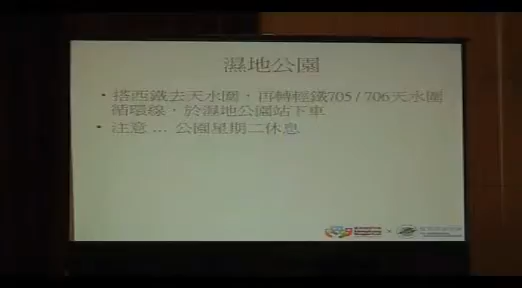 濕地公園
• 搭西鐵去天水圍，再轉輕鐵705 / 706天水圍
循環線，於濕地公園站下車
• 注意 ... 公園星期二休息